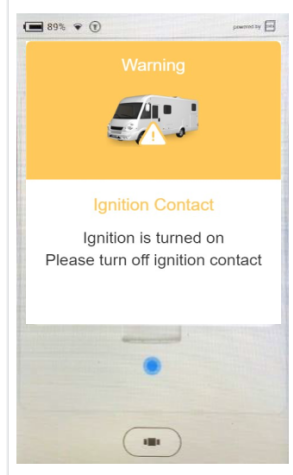 89%
powered by
Warning
Ignition Contact
Ignition is turned on
Please turn off ignition contact